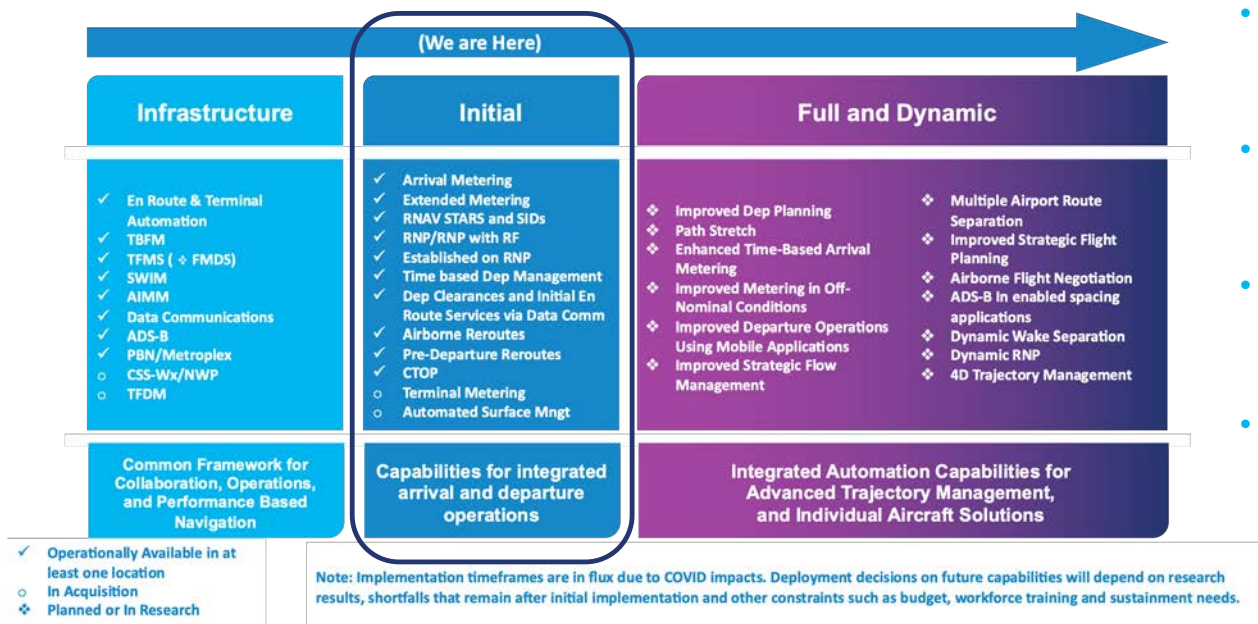 (We are Here)
Infrastructure
✓ En Route & Terminal
Automation
✓ TBFM
✓ TFMS ( ❖ FMDS)
✓ SWIM
✓ AIMM
✓ Data Communications
✓ ADS-B
✓ PBN/Metroplex
o CSS-Wx/NWP
o TFDM
Common Framework for
Collaboration, Operations,
and Performance Based
Navigation
Initial
✓ Arrival Metering
✓ Extended Metering
✓ RNAV STARS and SIDs
✓ RNP/RNP with RF
✓ Established on RNP
✓ Time based Dep Management
✓ Dep Clearances and Initial En
Route Services via Data Comm
✓ Airborne Reroutes
✓ Pre-Departure Reroutes
✓ CTOP
o Terminal Metering
o Automated Surface Mngt
Capabilities for integrated
arrival and departure
operations
Full and Dynamic
❖ Improved Dep Planning
❖ Path Stretch
❖ Enhanced Time-Based Arrival
Metering
❖ Improved Metering in Off-
Nominal Conditions
❖ Improved Departure Operations
Using Mobile Applications
❖ Improved Strategic Flow
Management
❖ Multiple Airport Route
Separation
❖ Improved Strategic Flight
Planning
❖ Airborne Flight Negotiation
❖ ADS-B In enabled spacing
applications
❖ Dynamic Wake Separation
❖ Dynamic RNP
❖ 4D Trajectory Management
Integrated Automation Capabilities for
Advanced Trajectory Management,
and Individual Aircraft Solutions
✓ Operationally Available in at
least one location
o In Acquisition
❖ Planned or In Research
Note: Implementation timeframes are in flux due to COVID impacts. Deployment decisions on future capabilities will depend on research
results, shortfalls that remain after initial implementation and other constraints such as budget, workforce training and sustainment needs.